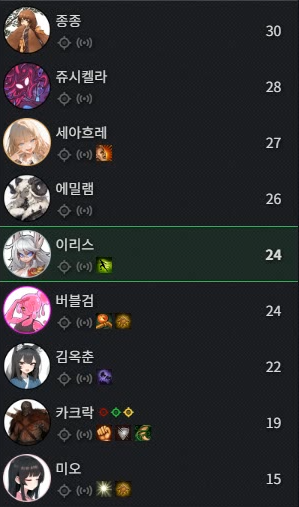 종종 30
쥬시켈라 28
세아흐레 27
에밀램 26
이리스 24
버블검 24
김옥춘 22
카크락 19
미오 15